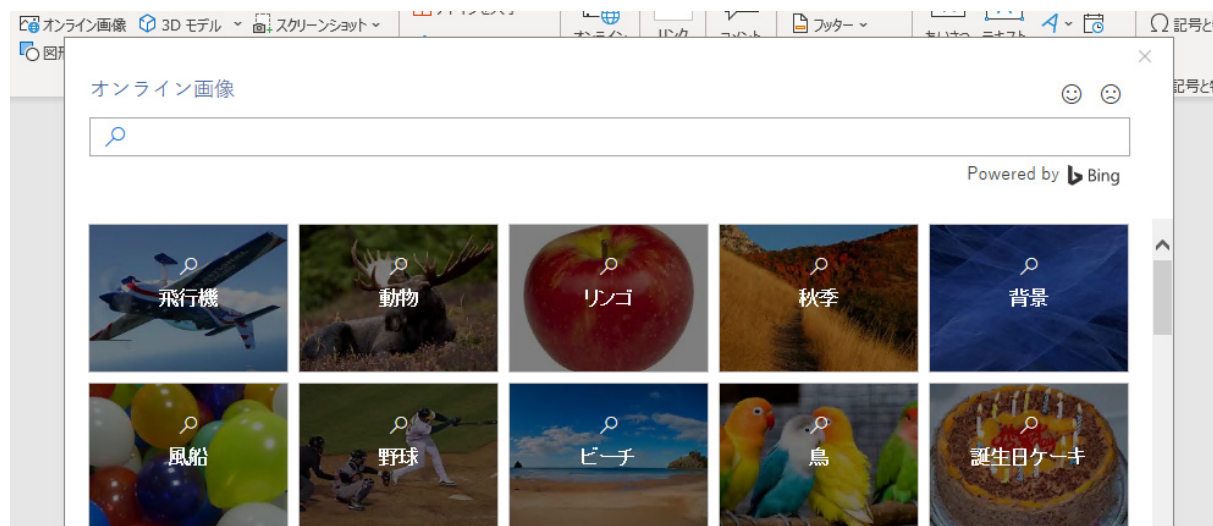 オンライン画像 3D モデル スクリーンショット フッター 記号と
オンライン画像
Powered by Bing
飛行機 動物 リンゴ 秋季 背景
風船 野球 ビーチ 鳥 誕生日ケーキ